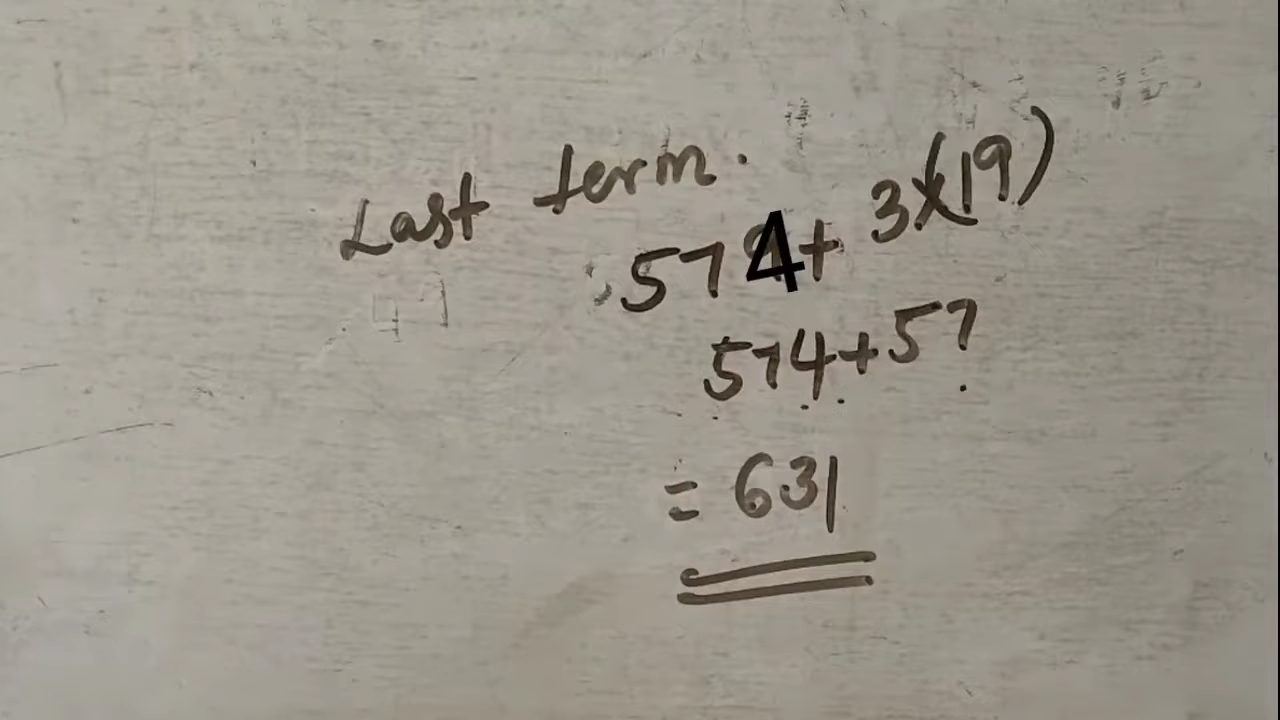 Last term.
574+ 3x(19)
574+57
= 631